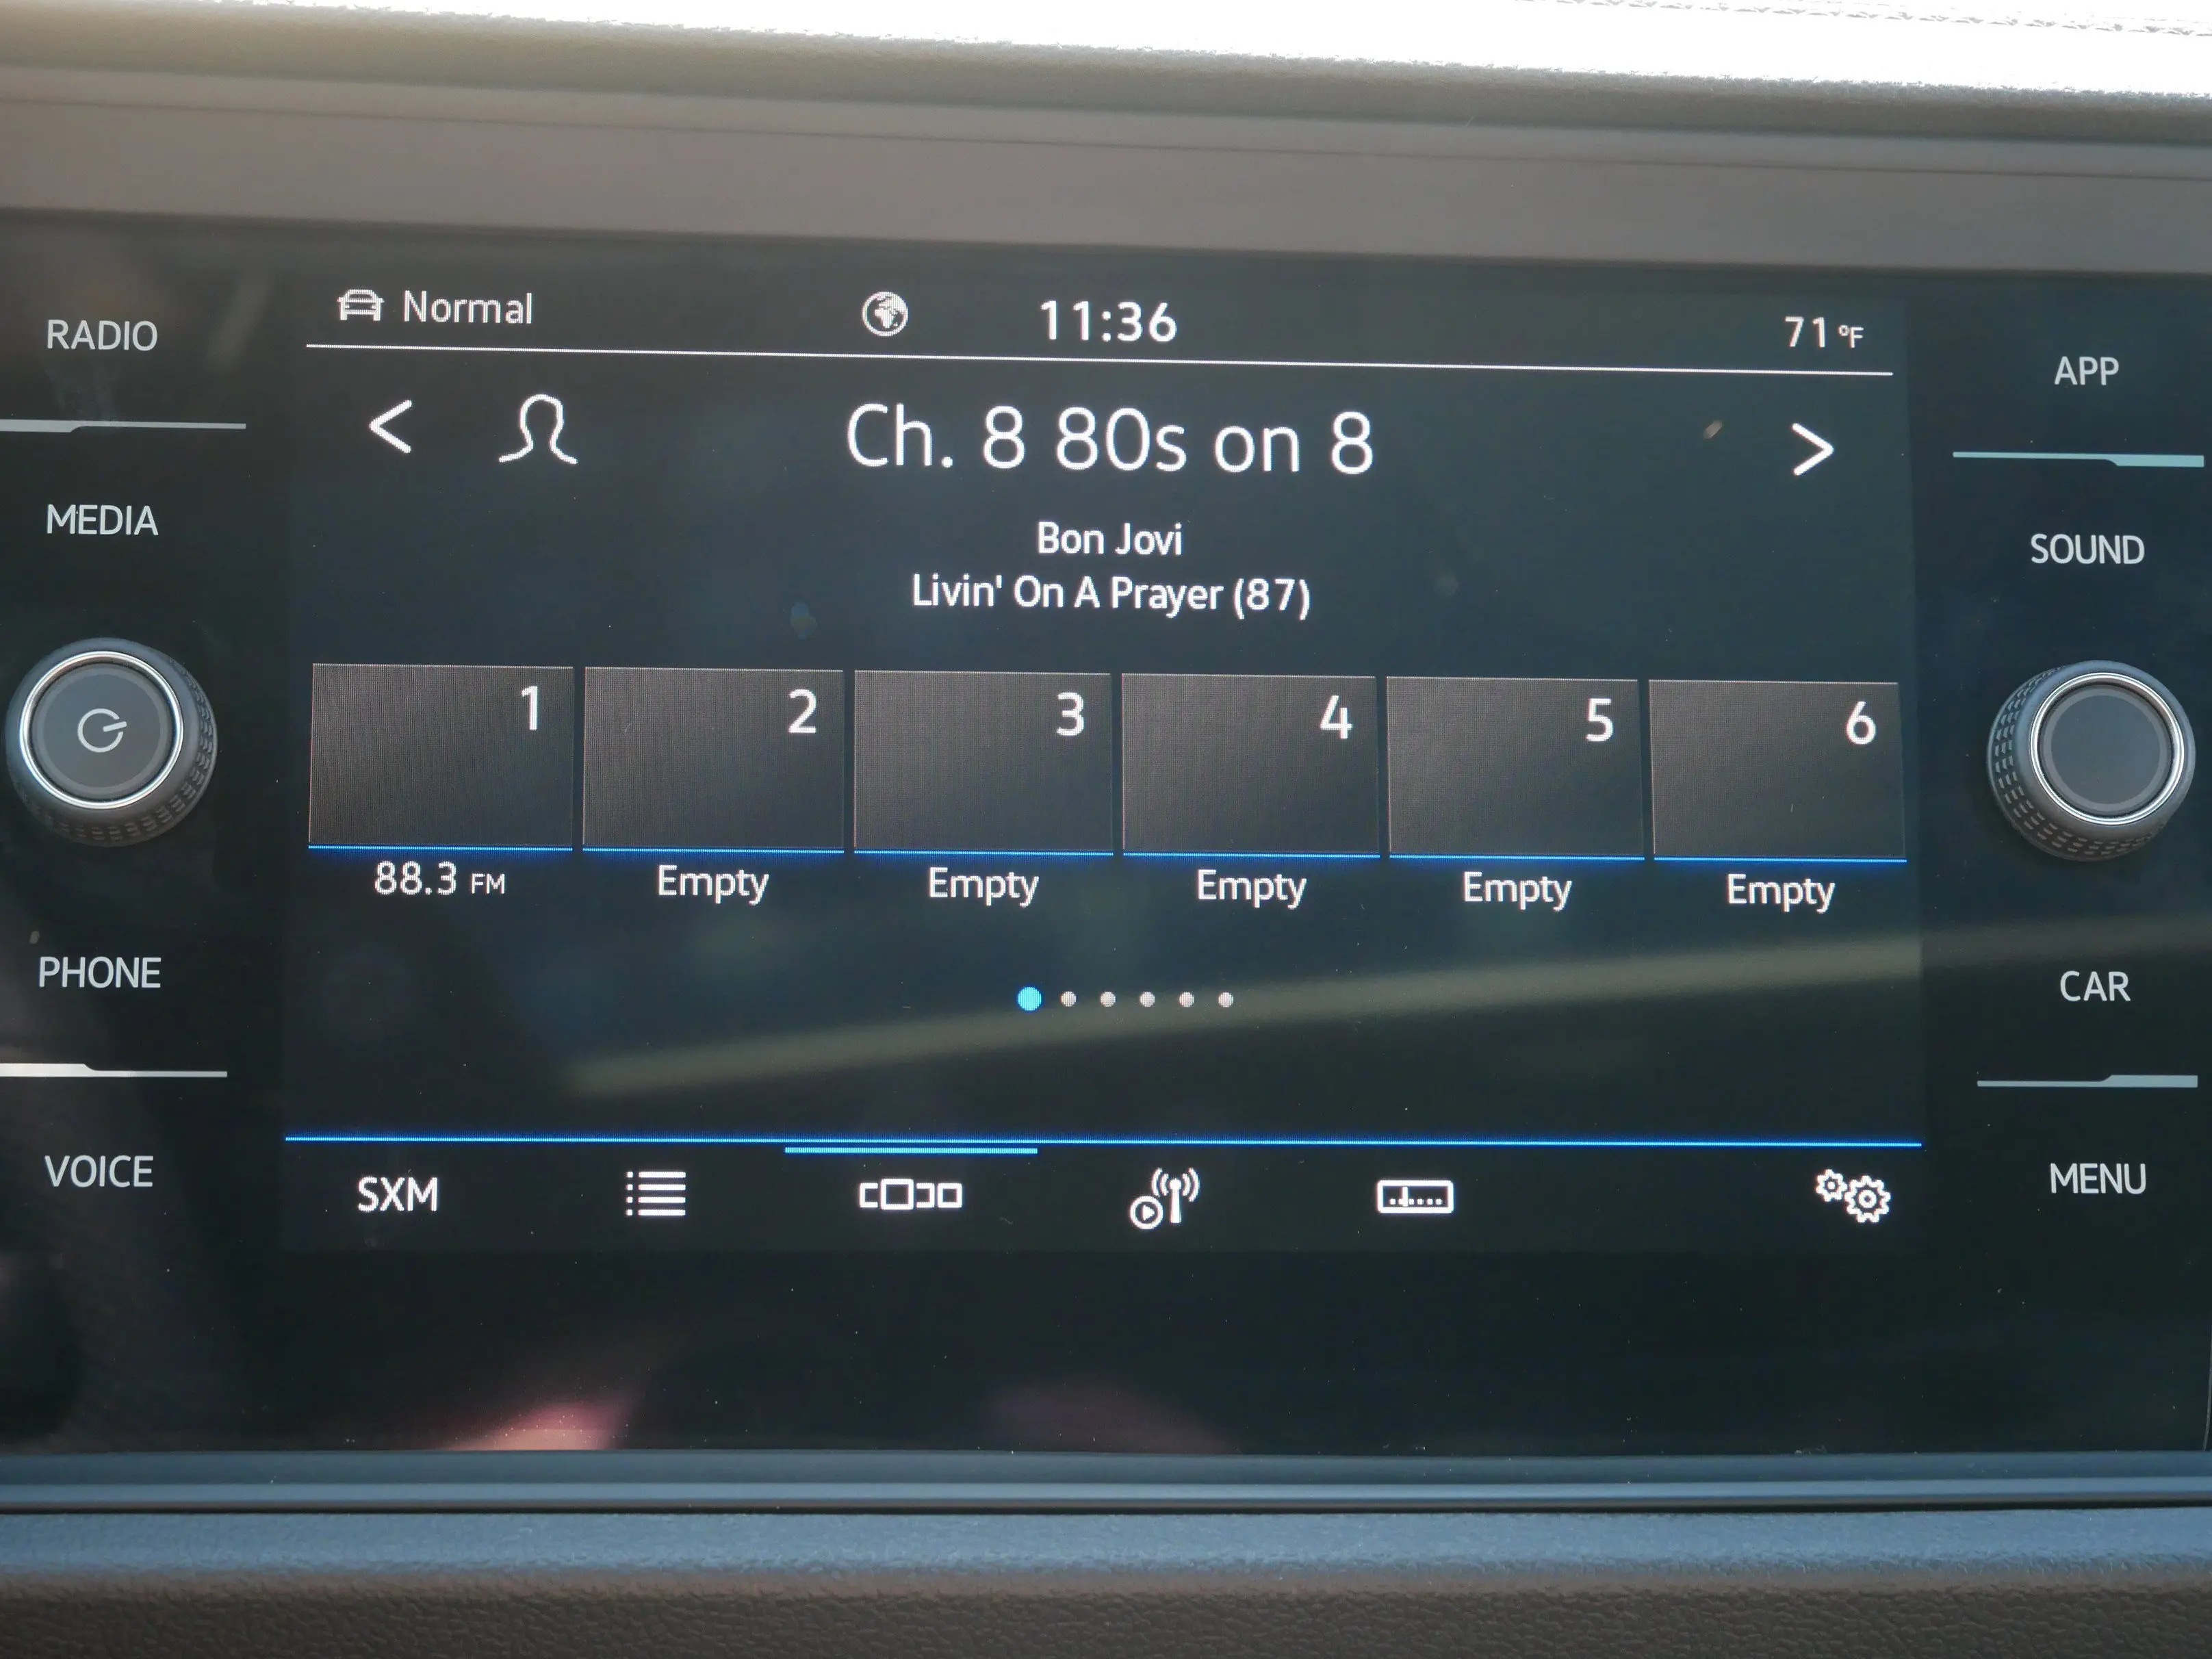 RADIO
MEDIA
PHONE
VOICE
Normal
11:36
71 °F
Ch. 8 80s on 8
Bon Jovi
Livin' On A Prayer (87)
1 2 3 4 5 6
88.3 FM Empty Empty Empty Empty Empty
SXM
APP
SOUND
CAR
MENU